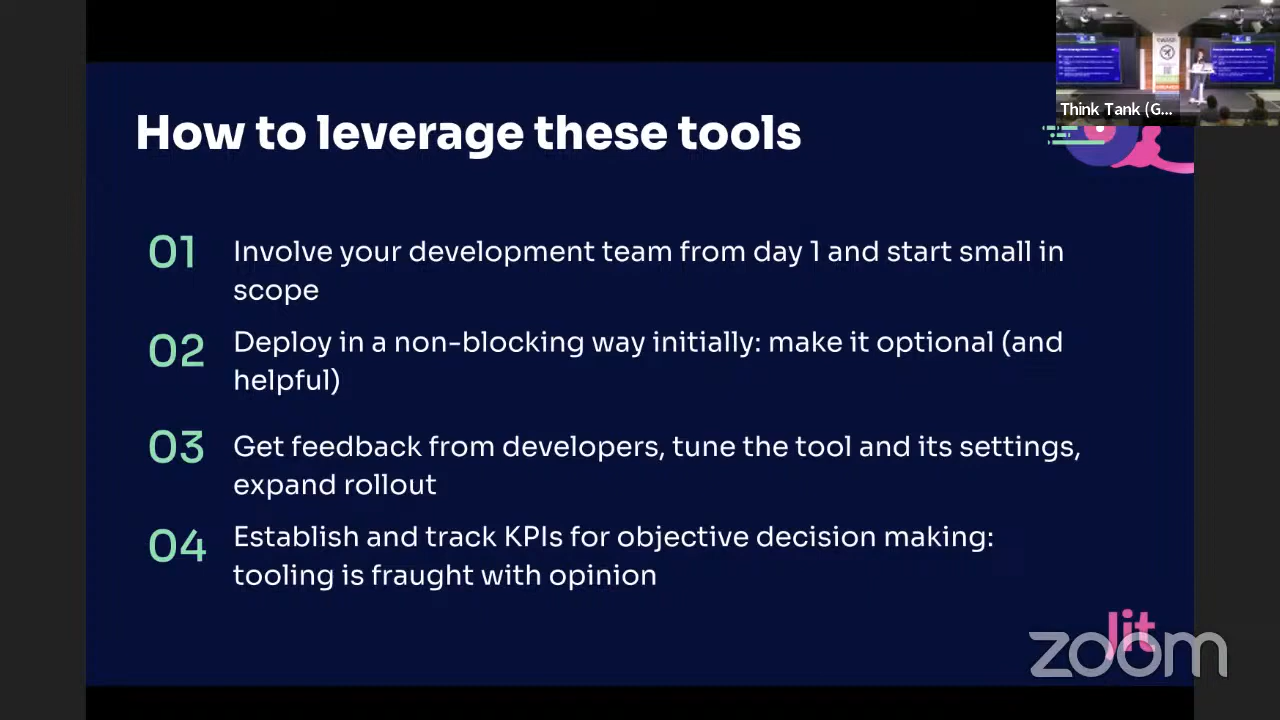 Think Tank (G...
How to leverage these tools
01
Involve your development team from day 1 and start small in
scope
02
Deploy in a non-blocking way initially: make it optional (and
helpful)
03
Get feedback from developers, tune the tool and its settings,
expand rollout
04
Establish and track KPIs for objective decision making:
tooling is fraught with opinion
Jit
zoom